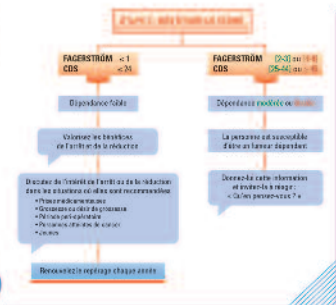 FAGERSTRÖM < 1
CDS < 24
Dépendance faible
Valorisez les bénéfices
de l'arrêt et de la réduction
Discutez de l'intérêt de l'arrêt ou de la réduction
dans les situations où elles sont recommandées
• Prises médicamenteuses
• Grossesse ou désir de grossesse
• Période péri-opératoire
• Personnes atteintes de cancer
• Jeunes
Renouvelez le repérage chaque année
FAGERSTRÖM [2-3] ou
CDS [25-44] ou
Dépendance modérée ou
La personne est susceptible
d'être un fumeur dépendant
Donnez-lui cette information
et invitez-la à réagir :
« Qu'en pensez-vous ? »